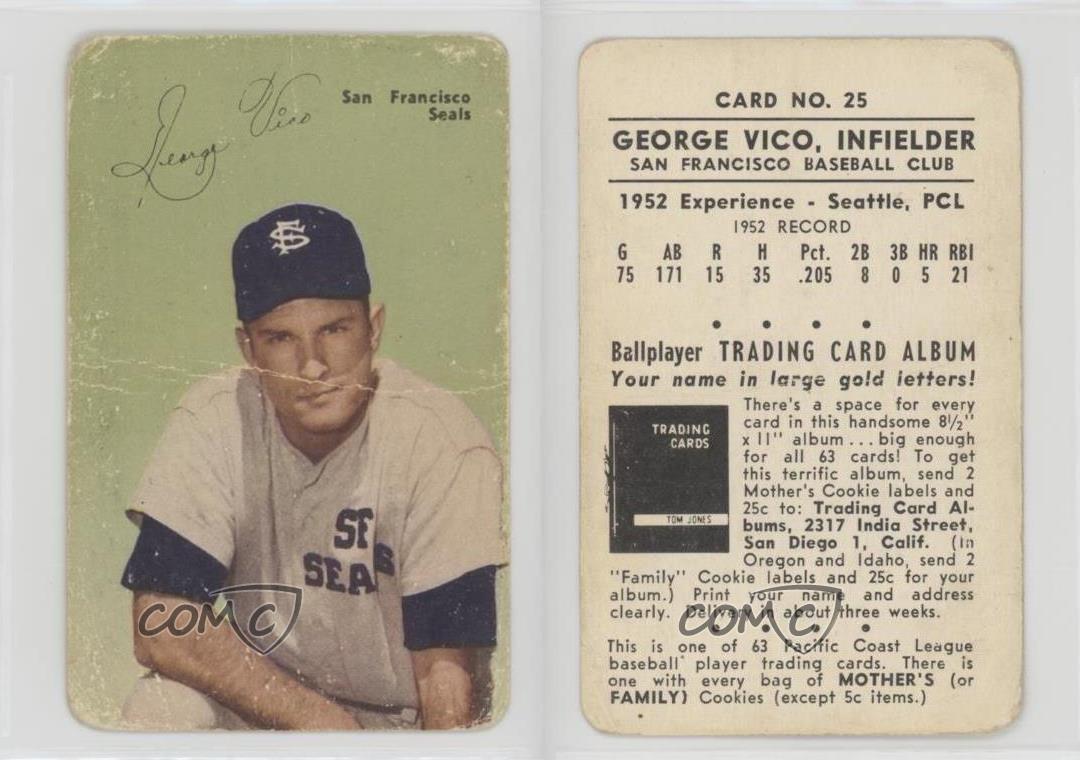 George Vico
San Francisco
Seals
SF
SF
SEALS
COMC
CARD NO. 25
GEORGE VICO, INFIELDER
SAN FRANCISCO BASEBALL CLUB
1952 Experience - Seattle, PCL
1952 RECORD
G AB R H Pct. 2B 3B HR RBI
75 171 15 35 .205 8 0 5 21
Ballplayer TRADING CARD ALBUM
Your name in large gold letters!
TRADING
CARDS
TOM JONES
There's a space for every
card in this handsome 8½"
x 11" album ... big enough
for all 63 cards! To get
this terrific album, send 2
Mother's Cookie labels and
25c to: Trading Card Al-
bums, 2317 India Street,
San Diego 1, Calif. (In
Oregon and Idaho, send 2
"Family" Cookie labels and 25c for your
album.) Print your name and address
clearly. Delivery in about three weeks.
COMC
This is one of 63 Pacific Coast League
baseball player trading cards. There is
one with every bag of MOTHER'S (or
FAMILY) Cookies (except 5c items.)